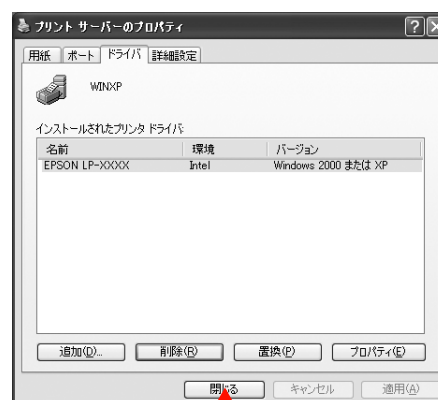 プリント サーバーのプロパティ
用紙 ポート ドライバ 詳細設定
WINXP
インストールされたプリンタ ドライバ:
名前 環境 バージョン
EPSON LP-XXXX Intel Windows 2000 または XP
追加(D)... 削除(R) 置換(P) プロパティ(E)
閉じる キャンセル 適用(A)